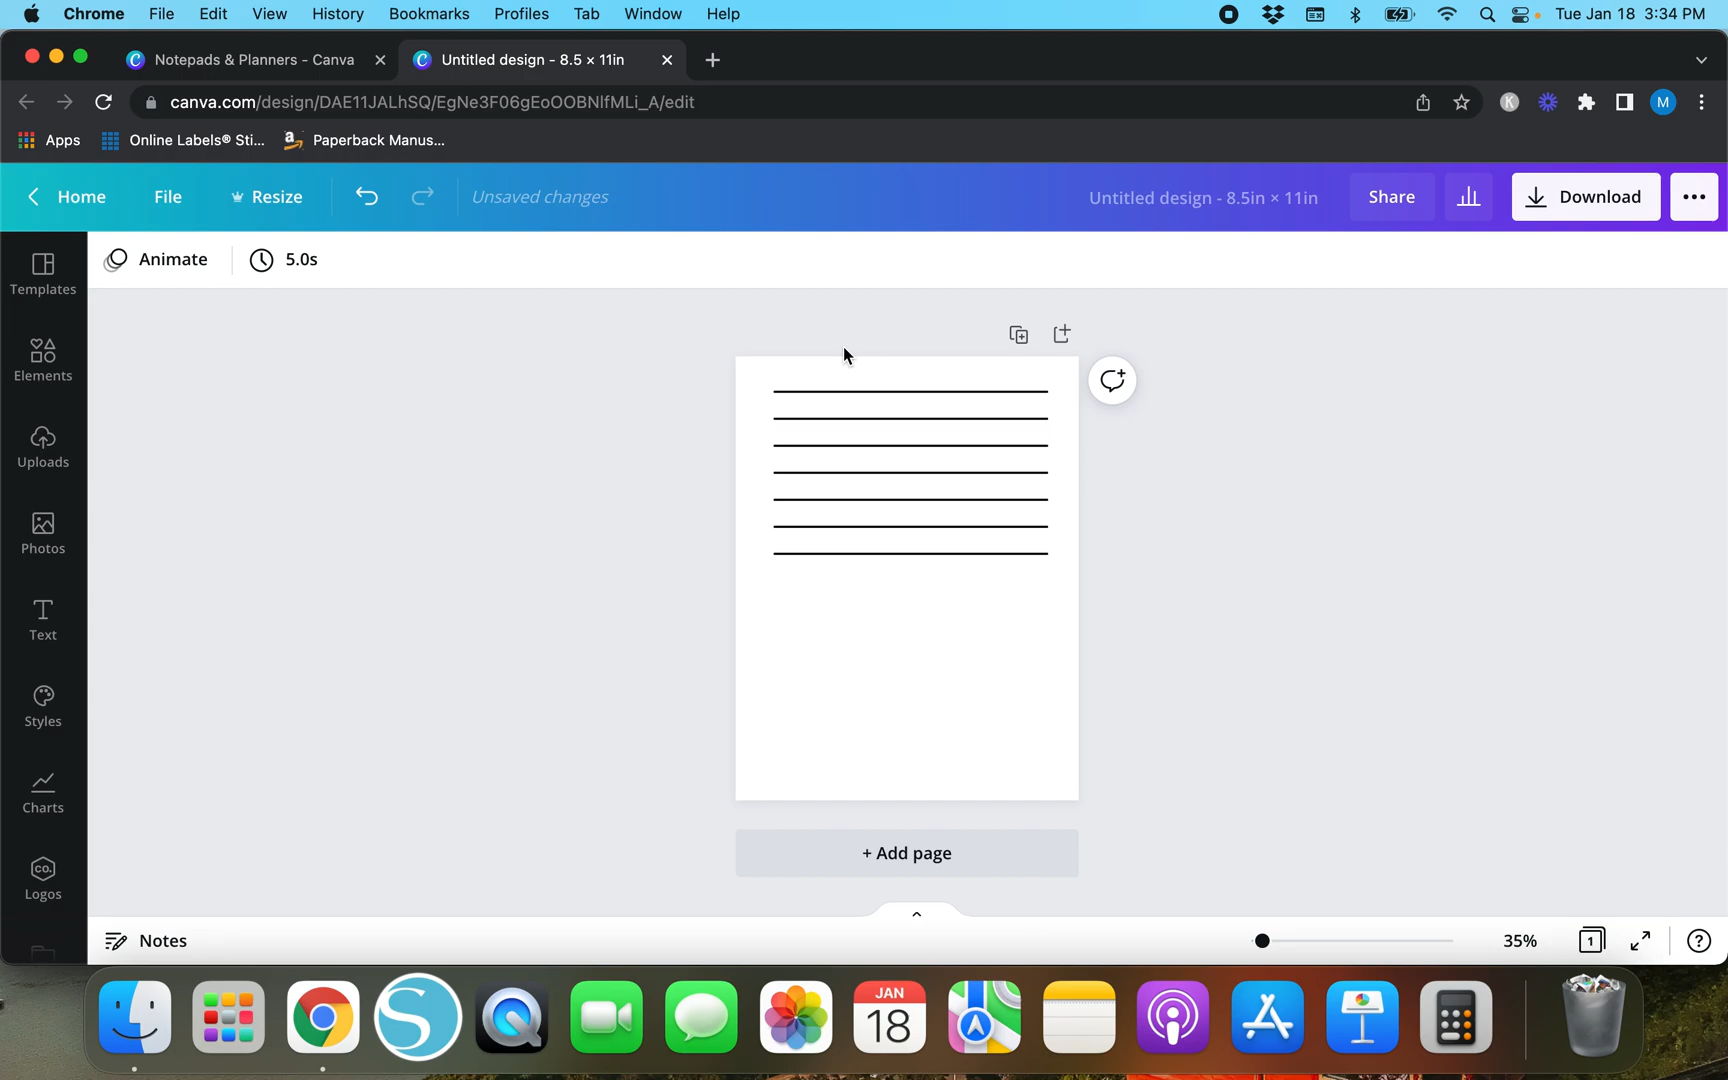 Chrome File Edit View History Bookmarks Profiles Tab Window Help Tue Jan 18 3:34 PM
Notepads & Planners - Canva Untitled design - 8.5 × 11in
canva.com/design/DAE11JALhSQ/EgNe3F06gEoOOBNlfMLi_A/edit K M
Apps Online Labels® Sti... a Paperback Manus...
Home File Resize Unsaved changes Untitled design - 8.5in × 11in Share Download
Animate 5.0s
Templates
Elements
Uploads
Photos
Text
Styles
Charts
CO.
Logos
+ Add page
Notes 35% 1 ?
JAN
18